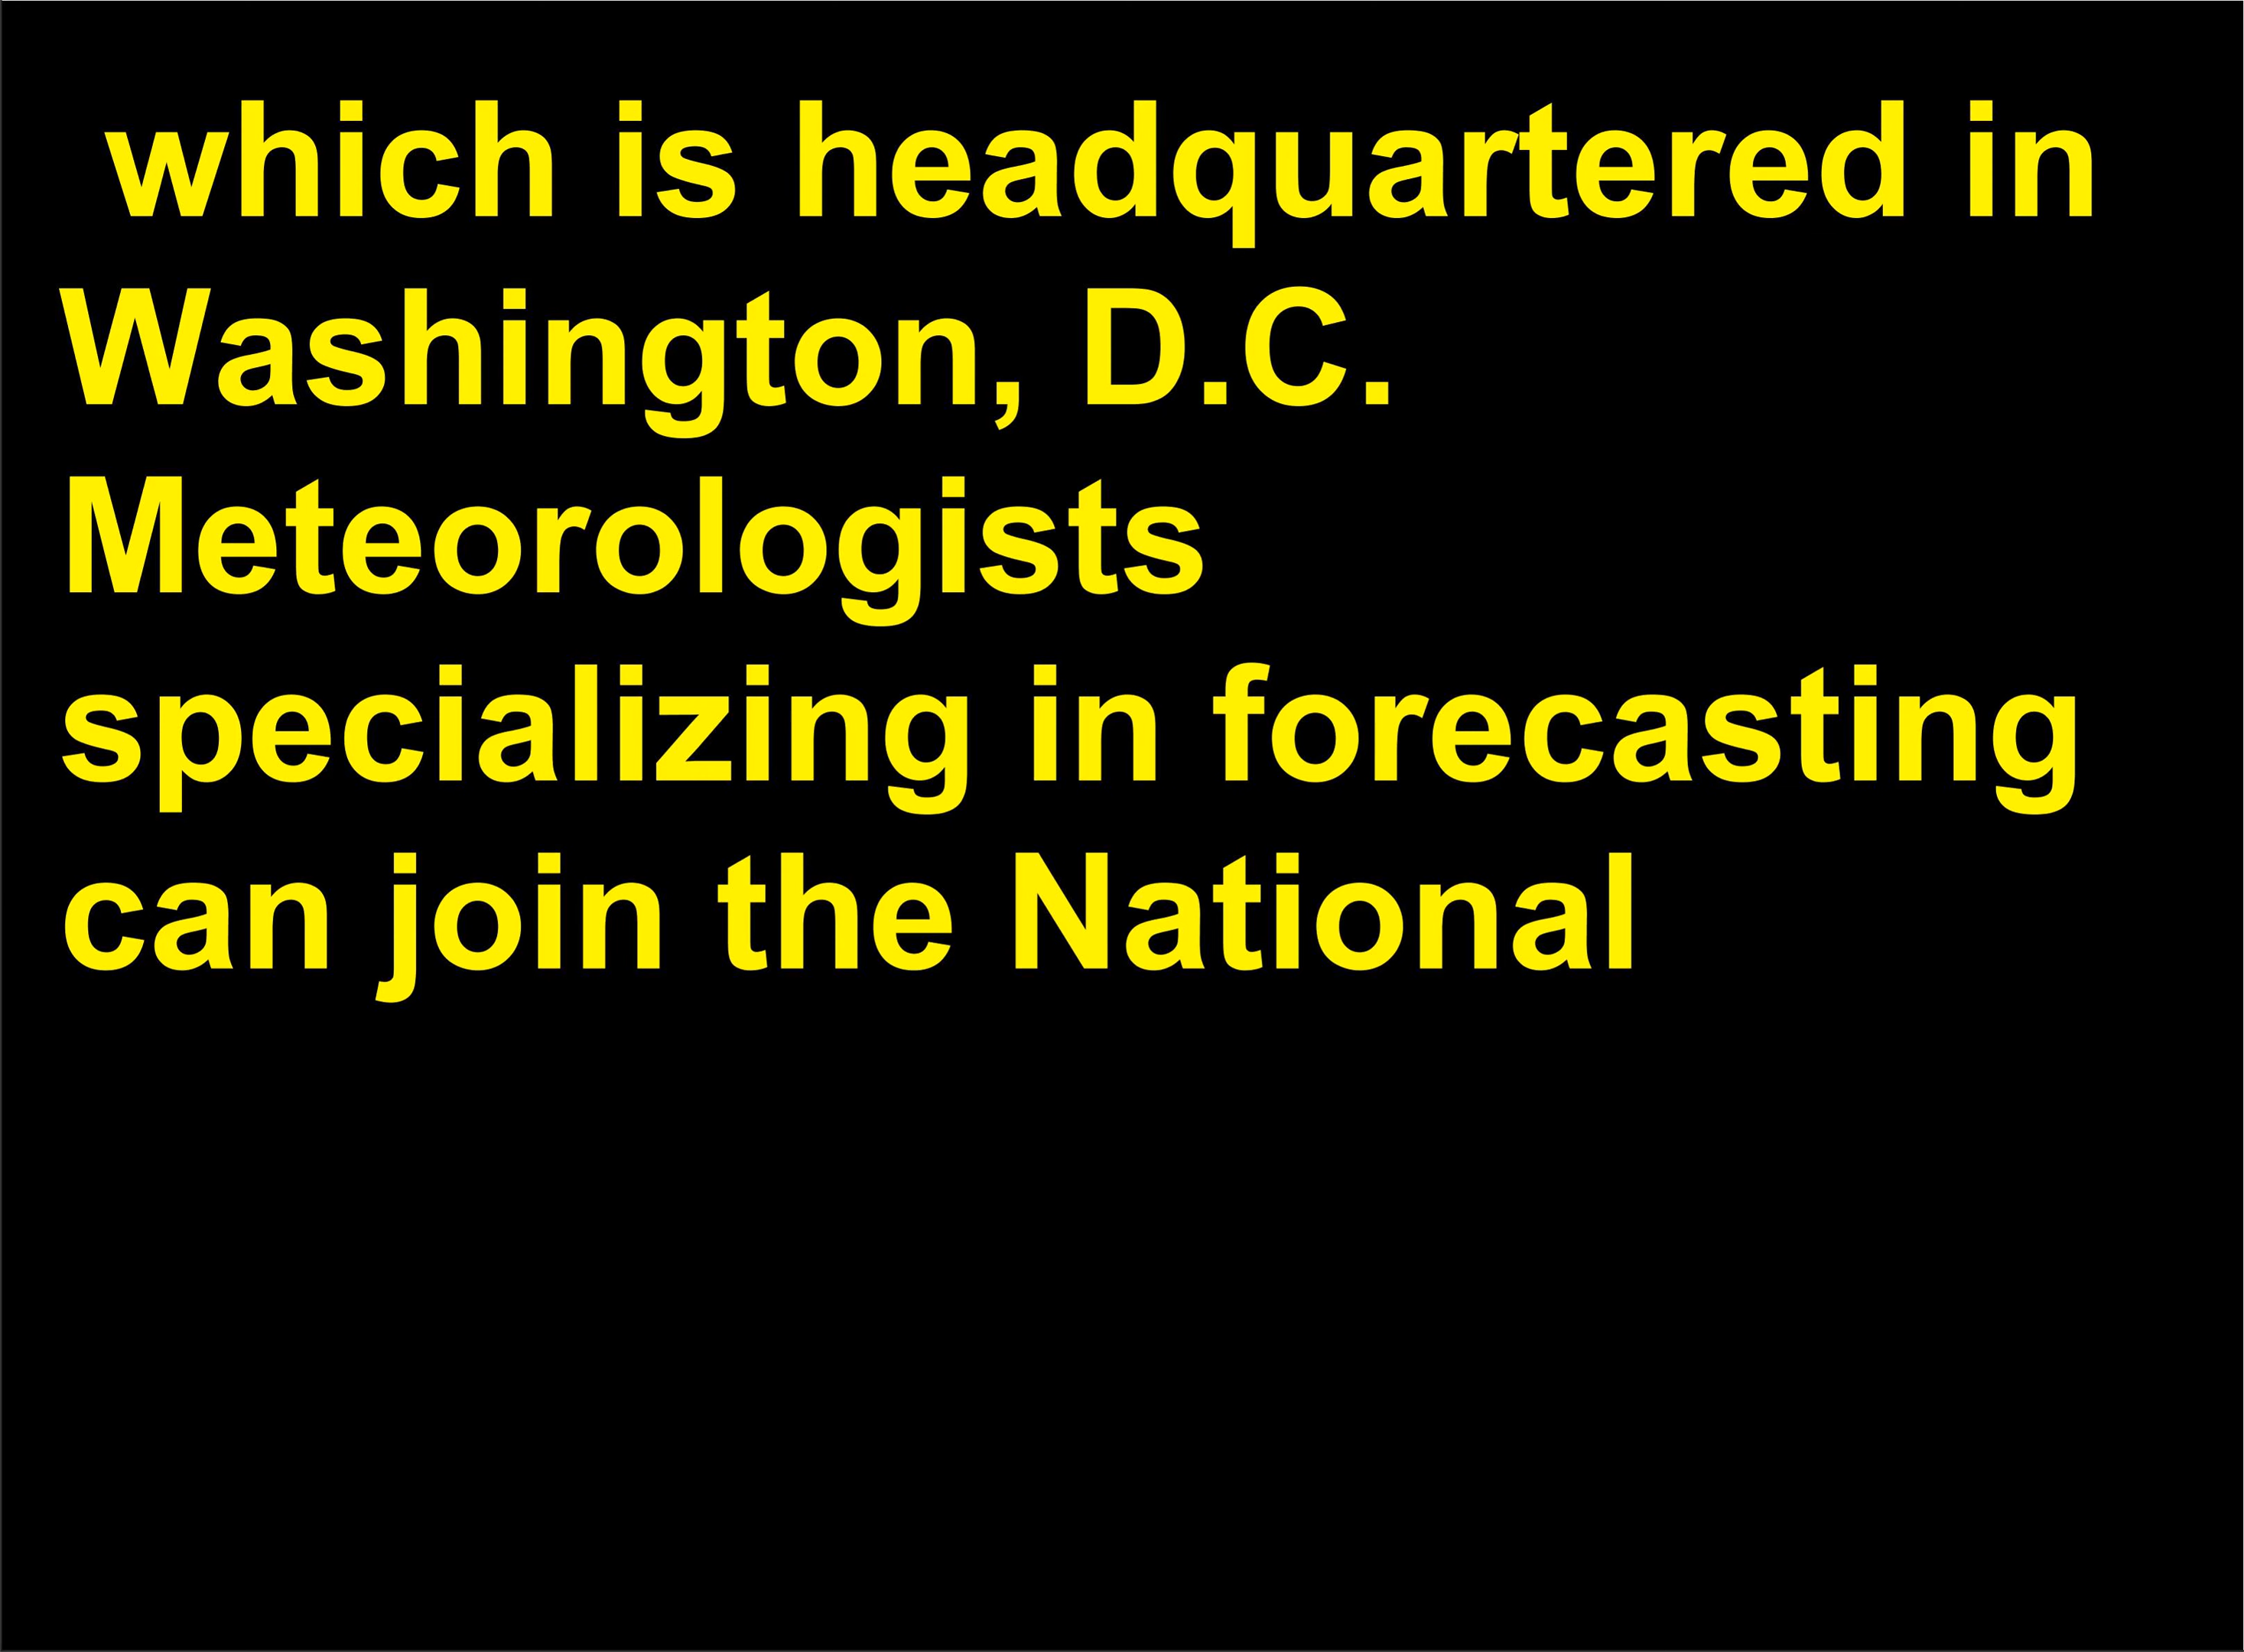 which is headquartered in
Washington, D.C.
Meteorologists
specializing in forecasting
can join the National